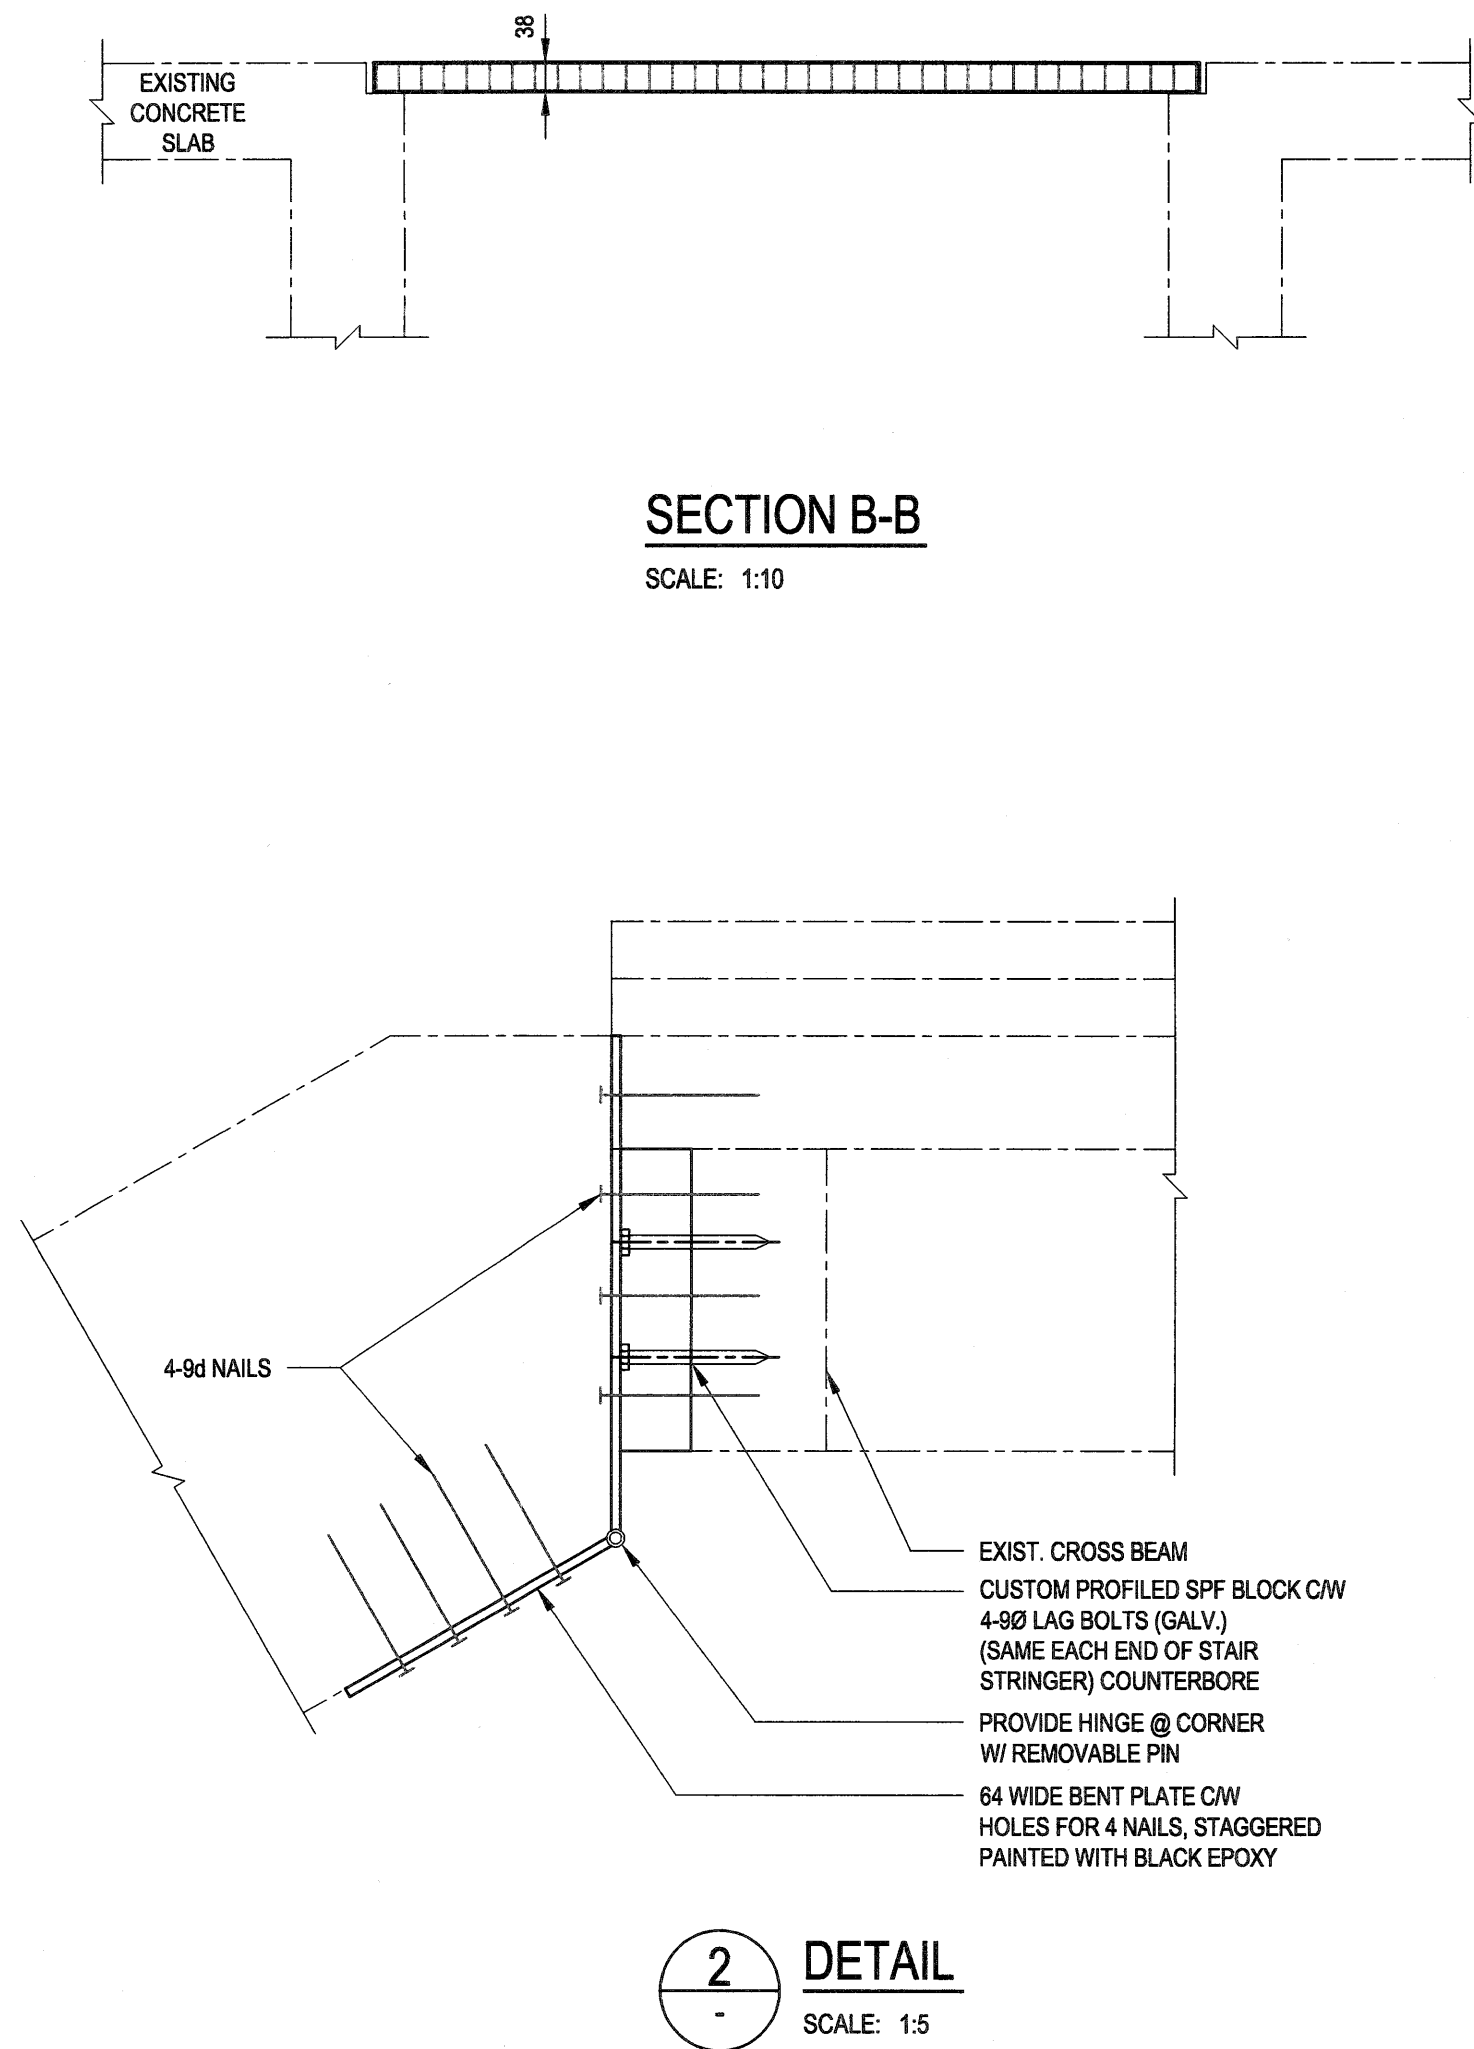 38
EXISTING
CONCRETE
SLAB
SECTION B-B
SCALE: 1:10
4-9d NAILS
EXIST. CROSS BEAM
CUSTOM PROFILED SPF BLOCK C/W
4-9Ø LAG BOLTS (GALV.)
(SAME EACH END OF STAIR
STRINGER) COUNTERBORE
PROVIDE HINGE @ CORNER
W/ REMOVABLE PIN
64 WIDE BENT PLATE C/W
HOLES FOR 4 NAILS, STAGGERED
PAINTED WITH BLACK EPOXY
2
-
DETAIL
SCALE: 1:5